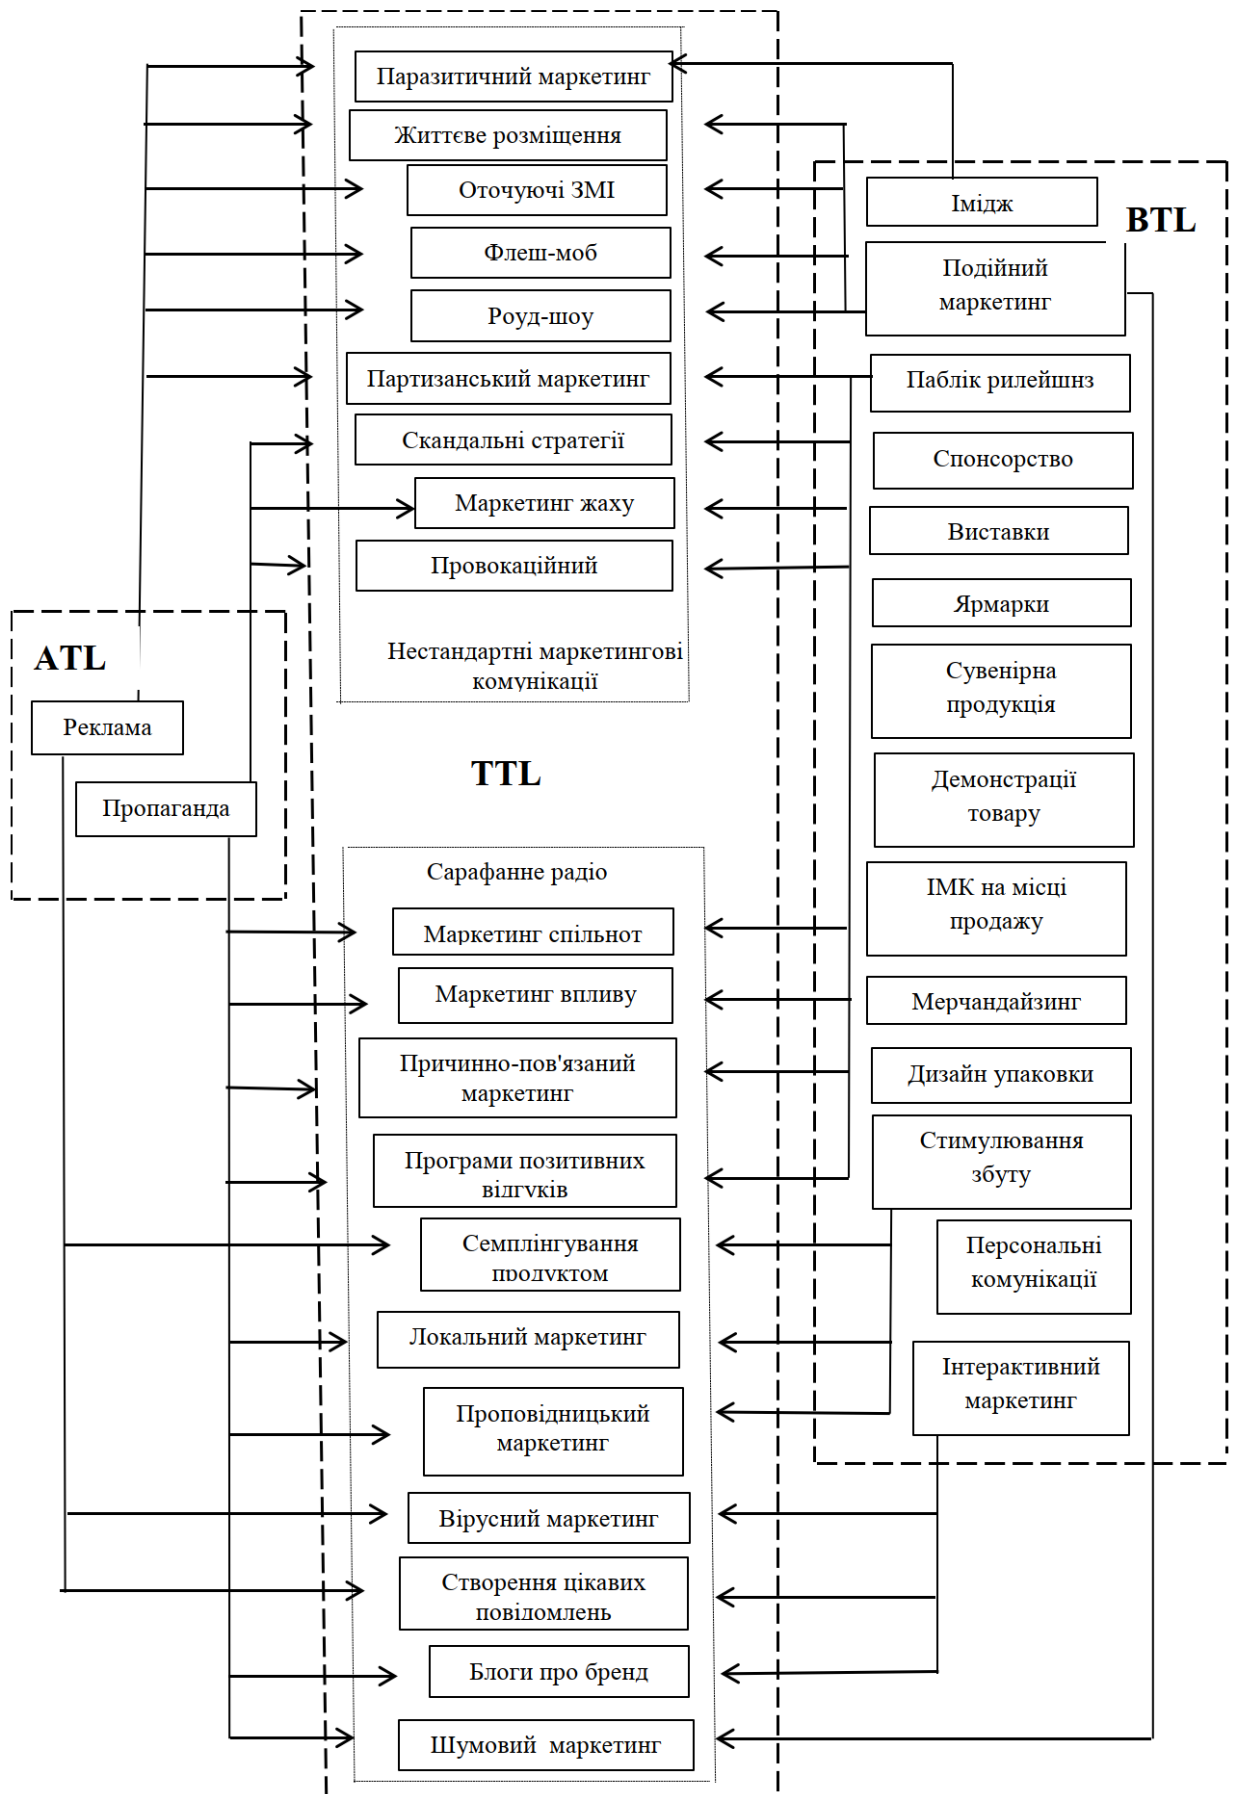 Паразитичний маркетинг
Життєве розміщення
Оточуючі ЗМІ
Флеш-моб
Роуд-шоу
Партизанський маркетинг
Скандальні стратегії
Маркетинг жаху
Провокаційний
Нестандартні маркетингові
комунікації
ATL
Реклама
Пропаганда
TTL
Сарафанне радіо
Маркетинг спільнот
Маркетинг впливу
Причинно-пов'язаний
маркетинг
Програми позитивних
відгуків
Семплінгування
продуктом
Локальний маркетинг
Проповідницький
маркетинг
Вірусний маркетинг
Створення цікавих
повідомлень
Блоги про бренд
Шумовий маркетинг
BTL
Імідж
Подійний
маркетинг
Паблік рилейшнз
Спонсорство
Виставки
Ярмарки
Сувенірна
продукція
Демонстрації
товару
ІМК на місці
продажу
Мерчандайзинг
Дизайн упаковки
Стимулювання
збуту
Персональні
комунікації
Інтерактивний
маркетинг